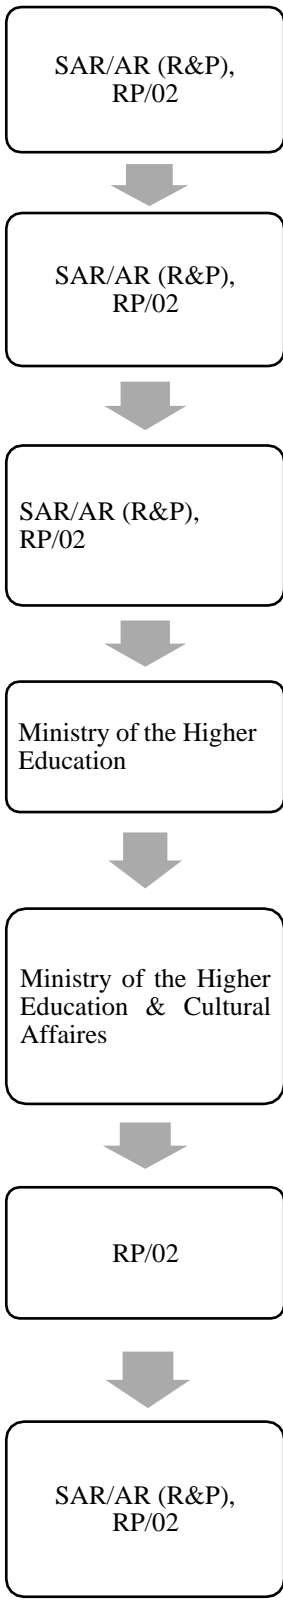 SAR/AR (R&P),
RP/02
SAR/AR (R&P),
RP/02
SAR/AR (R&P),
RP/02
Ministry of the Higher
Education
Ministry of the Higher
Education & Cultural
Affaires
RP/02
SAR/AR (R&P),
RP/02